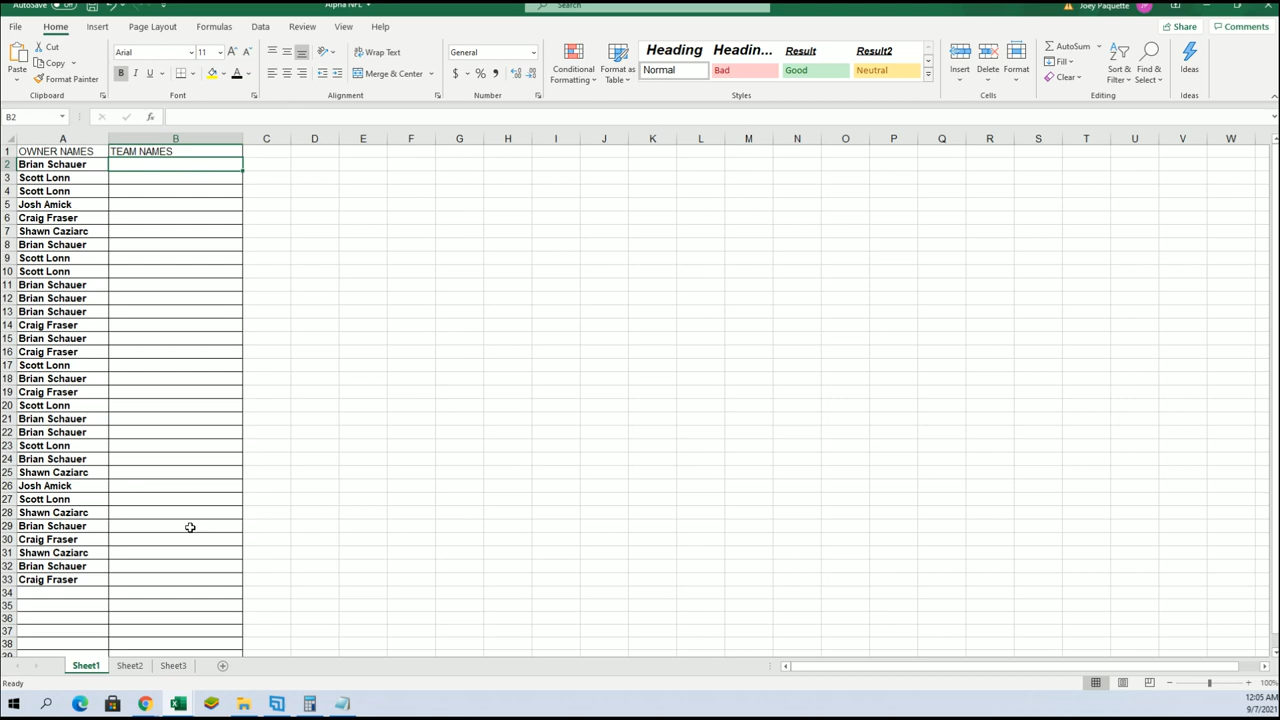 AutoSave Off
Alpha NFL
Search
Joey Paquette JP
File Home Insert Page Layout Formulas Data Review View Help
Share Comments
Paste
Cut
Copy
Format Painter
Arial 11
B I U
Wrap Text
Merge & Center
General
$ % 9
Conditional Formatting
Format as Table
Heading Headin... Result Result2
Normal Bad Good Neutral
Insert Delete Format
AutoSum
Fill
Clear
Sort & Filter
Find & Select
Ideas
Clipboard Font Alignment Number Styles Cells Editing Ideas
B2 fx
A B C D E F G H I J K L M N O P Q R S T U V W
1 OWNER NAMES TEAM NAMES
2 Brian Schauer
3 Scott Lonn
4 Scott Lonn
5 Josh Amick
6 Craig Fraser
7 Shawn Caziarc
8 Brian Schauer
9 Scott Lonn
10 Scott Lonn
11 Brian Schauer
12 Brian Schauer
13 Brian Schauer
14 Craig Fraser
15 Brian Schauer
16 Craig Fraser
17 Scott Lonn
18 Brian Schauer
19 Craig Fraser
20 Scott Lonn
21 Brian Schauer
22 Brian Schauer
23 Scott Lonn
24 Brian Schauer
25 Shawn Caziarc
26 Josh Amick
27 Scott Lonn
28 Shawn Caziarc
29 Brian Schauer
30 Craig Fraser
31 Shawn Caziarc
32 Brian Schauer
33 Craig Fraser
34
35
36
37
38
39
Sheet1 Sheet2 Sheet3
Ready
100%
12:05 AM
9/7/2021